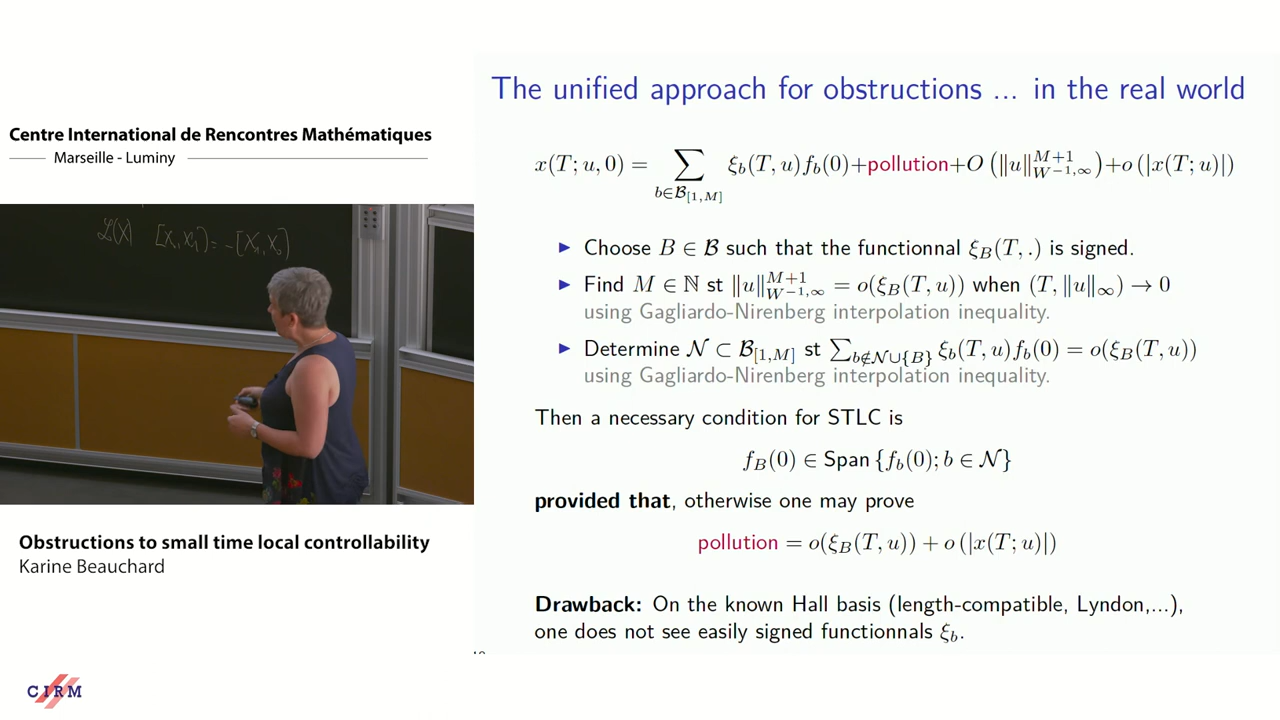 Centre International de Rencontres Mathématiques
Marseille - Luminy
ℒ(X) [X₀,X₁]=-[X₁,X₀]
Obstructions to small time local controllability
Karine Beauchard
CIRM
The unified approach for obstructions ... in the real world
x(T; u, 0) = ∑_{b∈𝓑_{[1,M]}} ξ_b(T, u)f_b(0)+pollution+O (‖u‖^{M+1}_{W^{-1,∞}})+o (|x(T; u)|)
► Choose B ∈ 𝓑 such that the functionnal ξ_B(T, .) is signed.
► Find M ∈ ℕ st ‖u‖^{M+1}_{W^{-1,∞}} = o(ξ_B(T, u)) when (T, ‖u‖_∞) → 0
using Gagliardo-Nirenberg interpolation inequality.
► Determine 𝒩 ⊂ 𝓑_{[1,M]} st ∑_{b∉𝒩∪{B}} ξ_b(T, u)f_b(0) = o(ξ_B(T, u))
using Gagliardo-Nirenberg interpolation inequality.
Then a necessary condition for STLC is
f_B(0) ∈ Span {f_b(0); b ∈ 𝒩}
provided that, otherwise one may prove
pollution = o(ξ_B(T, u)) + o (|x(T; u)|)
Drawback: On the known Hall basis (length-compatible, Lyndon,...),
one does not see easily signed functionnals ξ_b.